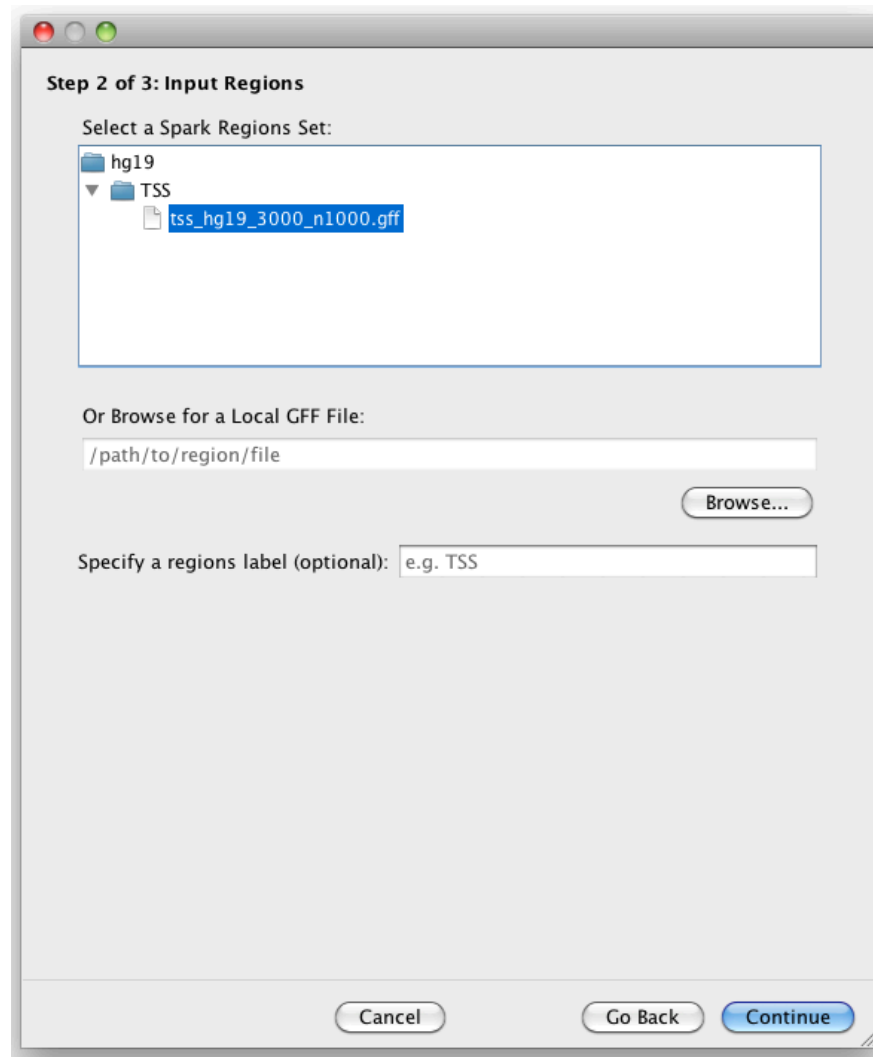 Step 2 of 3: Input Regions
Select a Spark Regions Set:
hg19
TSS
tss_hg19_3000_n1000.gff
Or Browse for a Local GFF File:
/path/to/region/file
Browse...
Specify a regions label (optional): e.g. TSS
Cancel Go Back Continue